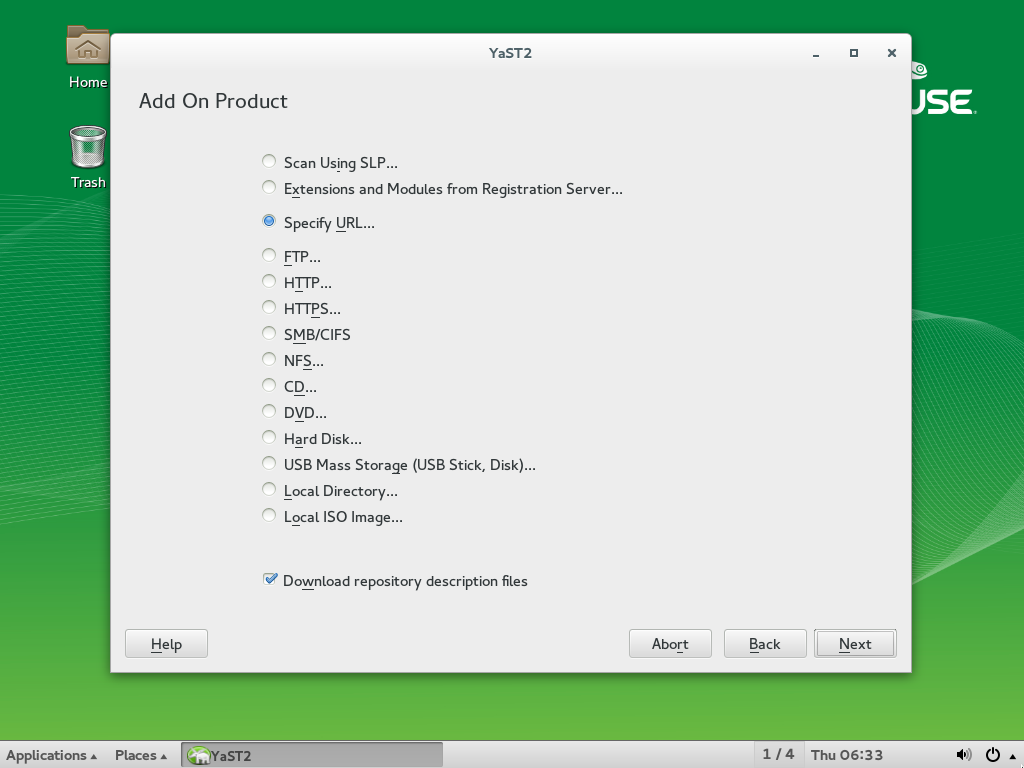 YaST2
Home
Add On Product
USE.
Scan Using SLP...
Extensions and Modules from Registration Server...
Trash
Specify URL...
FTP...
HTTP...
HTTPS...
SMB/CIFS
NFS...
CD...
DVD...
Hard Disk...
USB Mass Storage (USB Stick, Disk)...
Local Directory...
Local ISO Image...
Download repository description files
Help Abort Back Next
Applications Places YaST2 1 / 4 Thu 06:33